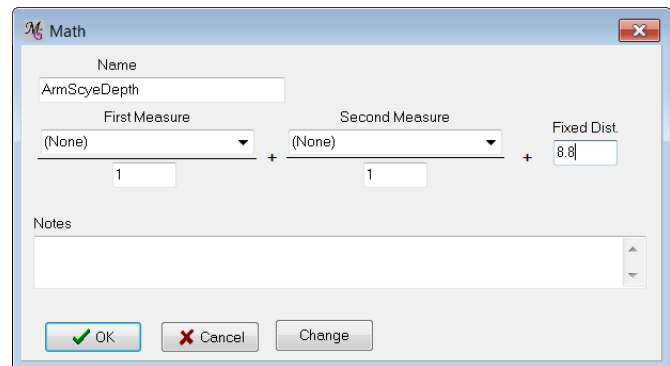 MG Math
Name
ArmScyeDepth
First Measure Second Measure Fixed Dist.
(None) + (None) + 8.8
1 1
Notes
OK Cancel Change